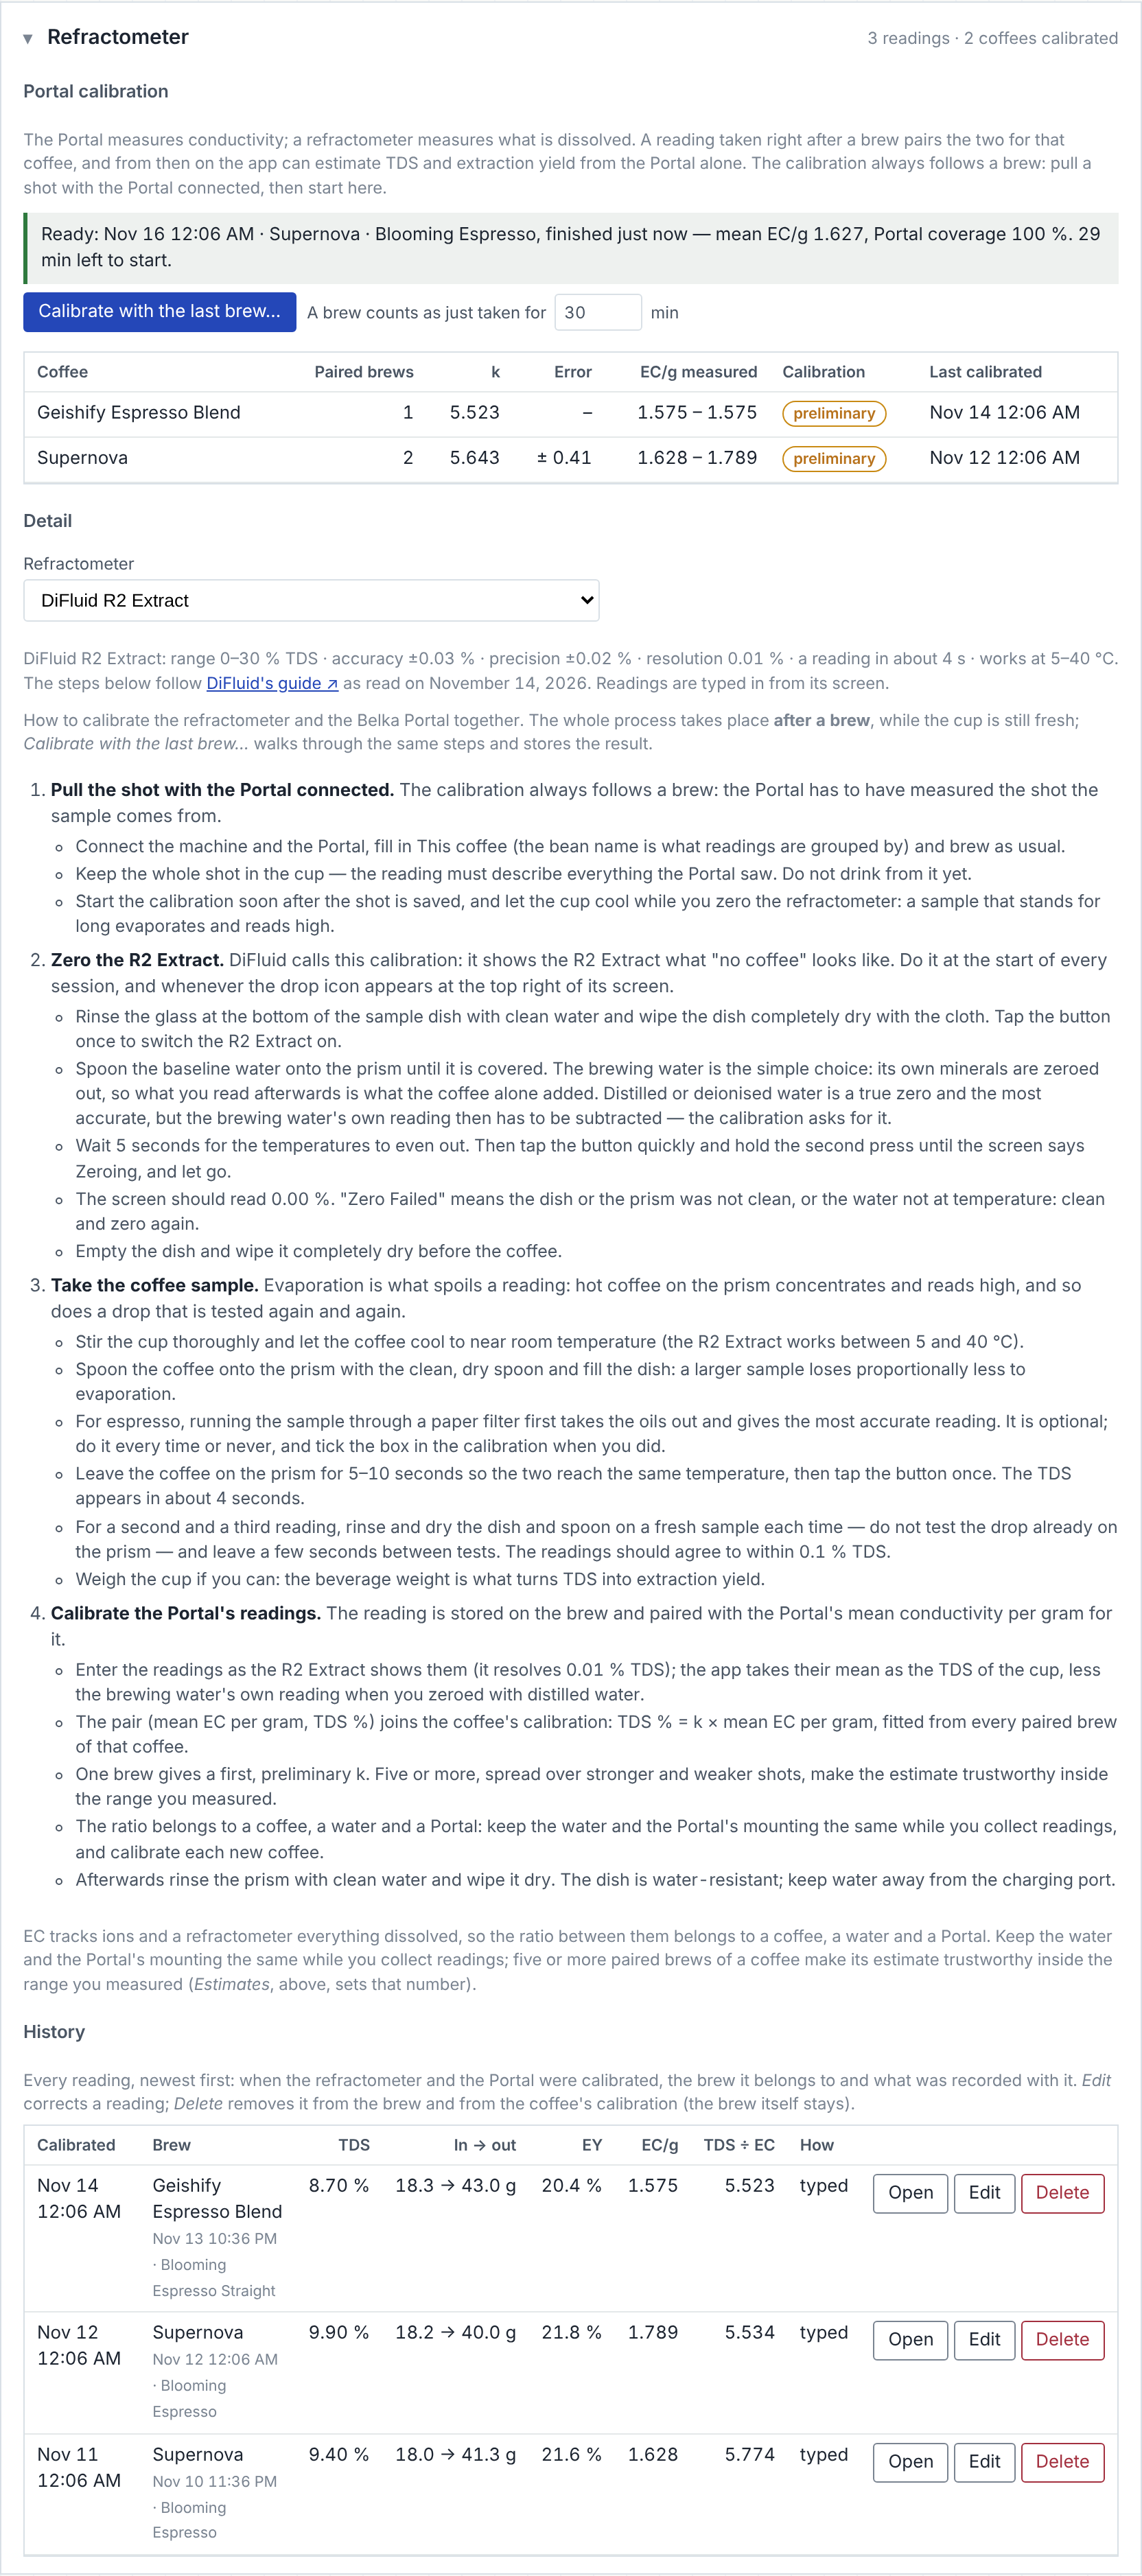 ▼ Refractometer
3 readings · 2 coffees calibrated
Portal calibration
The Portal measures conductivity; a refractometer measures what is dissolved. A reading taken right after a brew pairs the two for that
coffee, and from then on the app can estimate TDS and extraction yield from the Portal alone. The calibration always follows a brew: pull a
shot with the Portal connected, then start here.
Ready: Nov 16 12:06 AM · Supernova · Blooming Espresso, finished just now — mean EC/g 1.627, Portal coverage 100 %. 29
min left to start.
Calibrate with the last brew... A brew counts as just taken for 30 min
Coffee Paired brews k Error EC/g measured Calibration Last calibrated
Geishify Espresso Blend 1 5.523 – 1.575 – 1.575 preliminary Nov 14 12:06 AM
Supernova 2 5.643 ± 0.41 1.628 – 1.789 preliminary Nov 12 12:06 AM
Detail
Refractometer
DiFluid R2 Extract
DiFluid R2 Extract: range 0–30 % TDS · accuracy ±0.03 % · precision ±0.02 % · resolution 0.01 % · a reading in about 4 s · works at 5–40 °C.
The steps below follow DiFluid's guide ↗ as read on November 14, 2026. Readings are typed in from its screen.
How to calibrate the refractometer and the Belka Portal together. The whole process takes place after a brew, while the cup is still fresh;
Calibrate with the last brew... walks through the same steps and stores the result.
1. Pull the shot with the Portal connected. The calibration always follows a brew: the Portal has to have measured the shot the
sample comes from.
Connect the machine and the Portal, fill in This coffee (the bean name is what readings are grouped by) and brew as usual.
Keep the whole shot in the cup — the reading must describe everything the Portal saw. Do not drink from it yet.
Start the calibration soon after the shot is saved, and let the cup cool while you zero the refractometer: a sample that stands for
long evaporates and reads high.
2. Zero the R2 Extract. DiFluid calls this calibration: it shows the R2 Extract what "no coffee" looks like. Do it at the start of every
session, and whenever the drop icon appears at the top right of its screen.
Rinse the glass at the bottom of the sample dish with clean water and wipe the dish completely dry with the cloth. Tap the button
once to switch the R2 Extract on.
Spoon the baseline water onto the prism until it is covered. The brewing water is the simple choice: its own minerals are zeroed
out, so what you read afterwards is what the coffee alone added. Distilled or deionised water is a true zero and the most
accurate, but the brewing water's own reading then has to be subtracted — the calibration asks for it.
Wait 5 seconds for the temperatures to even out. Then tap the button quickly and hold the second press until the screen says
Zeroing, and let go.
The screen should read 0.00 %. "Zero Failed" means the dish or the prism was not clean, or the water not at temperature: clean
and zero again.
Empty the dish and wipe it completely dry before the coffee.
3. Take the coffee sample. Evaporation is what spoils a reading: hot coffee on the prism concentrates and reads high, and so
does a drop that is tested again and again.
Stir the cup thoroughly and let the coffee cool to near room temperature (the R2 Extract works between 5 and 40 °C).
Spoon the coffee onto the prism with the clean, dry spoon and fill the dish: a larger sample loses proportionally less to
evaporation.
For espresso, running the sample through a paper filter first takes the oils out and gives the most accurate reading. It is optional;
do it every time or never, and tick the box in the calibration when you did.
Leave the coffee on the prism for 5–10 seconds so the two reach the same temperature, then tap the button once. The TDS
appears in about 4 seconds.
For a second and a third reading, rinse and dry the dish and spoon on a fresh sample each time — do not test the drop already on
the prism — and leave a few seconds between tests. The readings should agree to within 0.1 % TDS.
Weigh the cup if you can: the beverage weight is what turns TDS into extraction yield.
4. Calibrate the Portal's readings. The reading is stored on the brew and paired with the Portal's mean conductivity per gram for
it.
Enter the readings as the R2 Extract shows them (it resolves 0.01 % TDS); the app takes their mean as the TDS of the cup, less
the brewing water's own reading when you zeroed with distilled water.
The pair (mean EC per gram, TDS %) joins the coffee's calibration: TDS % = k × mean EC per gram, fitted from every paired brew
of that coffee.
One brew gives a first, preliminary k. Five or more, spread over stronger and weaker shots, make the estimate trustworthy inside
the range you measured.
The ratio belongs to a coffee, a water and a Portal: keep the water and the Portal's mounting the same while you collect readings,
and calibrate each new coffee.
Afterwards rinse the prism with clean water and wipe it dry. The dish is water-resistant; keep water away from the charging port.
EC tracks ions and a refractometer everything dissolved, so the ratio between them belongs to a coffee, a water and a Portal. Keep the water
and the Portal's mounting the same while you collect readings; five or more paired brews of a coffee make its estimate trustworthy inside the
range you measured (Estimates, above, sets that number).
History
Every reading, newest first: when the refractometer and the Portal were calibrated, the brew it belongs to and what was recorded with it. Edit
corrects a reading; Delete removes it from the brew and from the coffee's calibration (the brew itself stays).
Calibrated Brew TDS In → out EY EC/g TDS ÷ EC How
Nov 14 Geishify 8.70 % 18.3 → 43.0 g 20.4 % 1.575 5.523 typed Open Edit Delete
12:06 AM Espresso Blend
Nov 13 10:36 PM
· Blooming
Espresso Straight
Nov 12 Supernova 9.90 % 18.2 → 40.0 g 21.8 % 1.789 5.534 typed Open Edit Delete
12:06 AM Nov 12 12:06 AM
· Blooming
Espresso
Nov 11 Supernova 9.40 % 18.0 → 41.3 g 21.6 % 1.628 5.774 typed Open Edit Delete
12:06 AM Nov 10 11:36 PM
· Blooming
Espresso